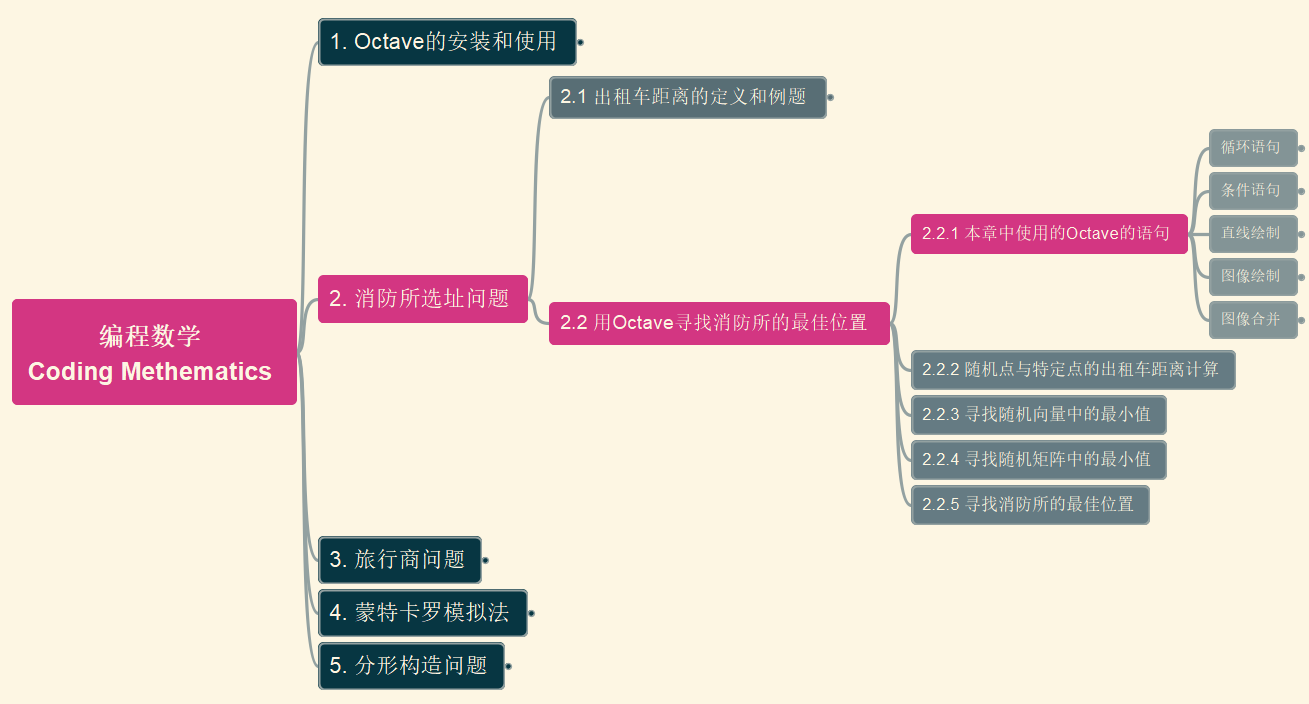 编程数学
Coding Methematics
1. Octave的安装和使用
2. 消防所选址问题
2.1 出租车距离的定义和例题
2.2 用Octave寻找消防所的最佳位置
2.2.1 本章中使用的Octave的语句
循环语句
条件语句
直线绘制
图像绘制
图像合并
2.2.2 随机点与特定点的出租车距离计算
2.2.3 寻找随机向量中的最小值
2.2.4 寻找随机矩阵中的最小值
2.2.5 寻找消防所的最佳位置
3. 旅行商问题
4. 蒙特卡罗模拟法
5. 分形构造问题